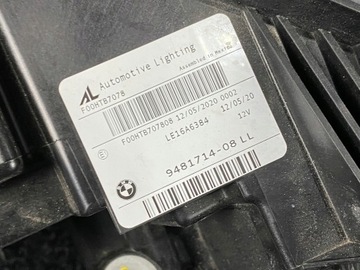 AL Automotive Lighting
F00HTB7078 Assembled in Mexico
F00HTB707808 12/05/2020 0002
LE16A6384 12/05/20
E 12V
9481714-08 LL